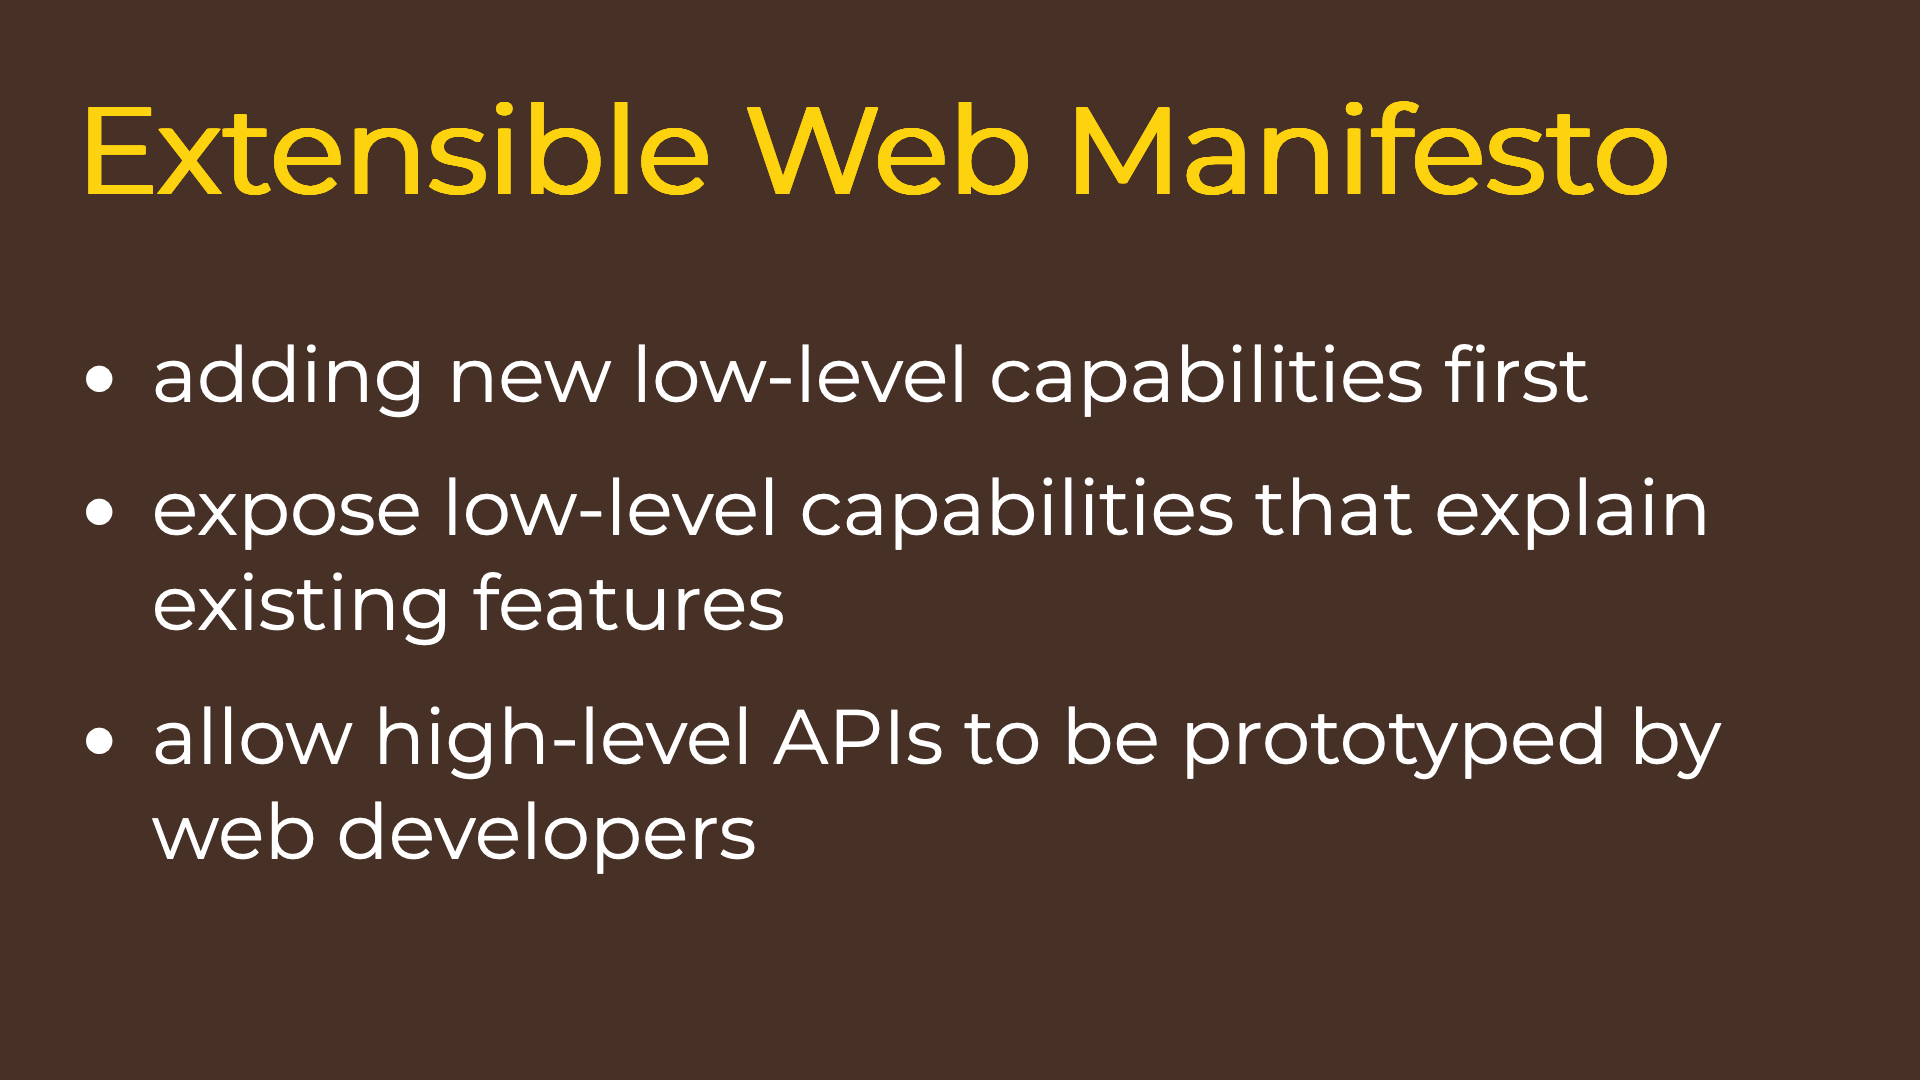 Extensible Web Manifesto
• adding new low-level capabilities first
• expose low-level capabilities that explain
existing features
• allow high-level APIs to be prototyped by
web developers